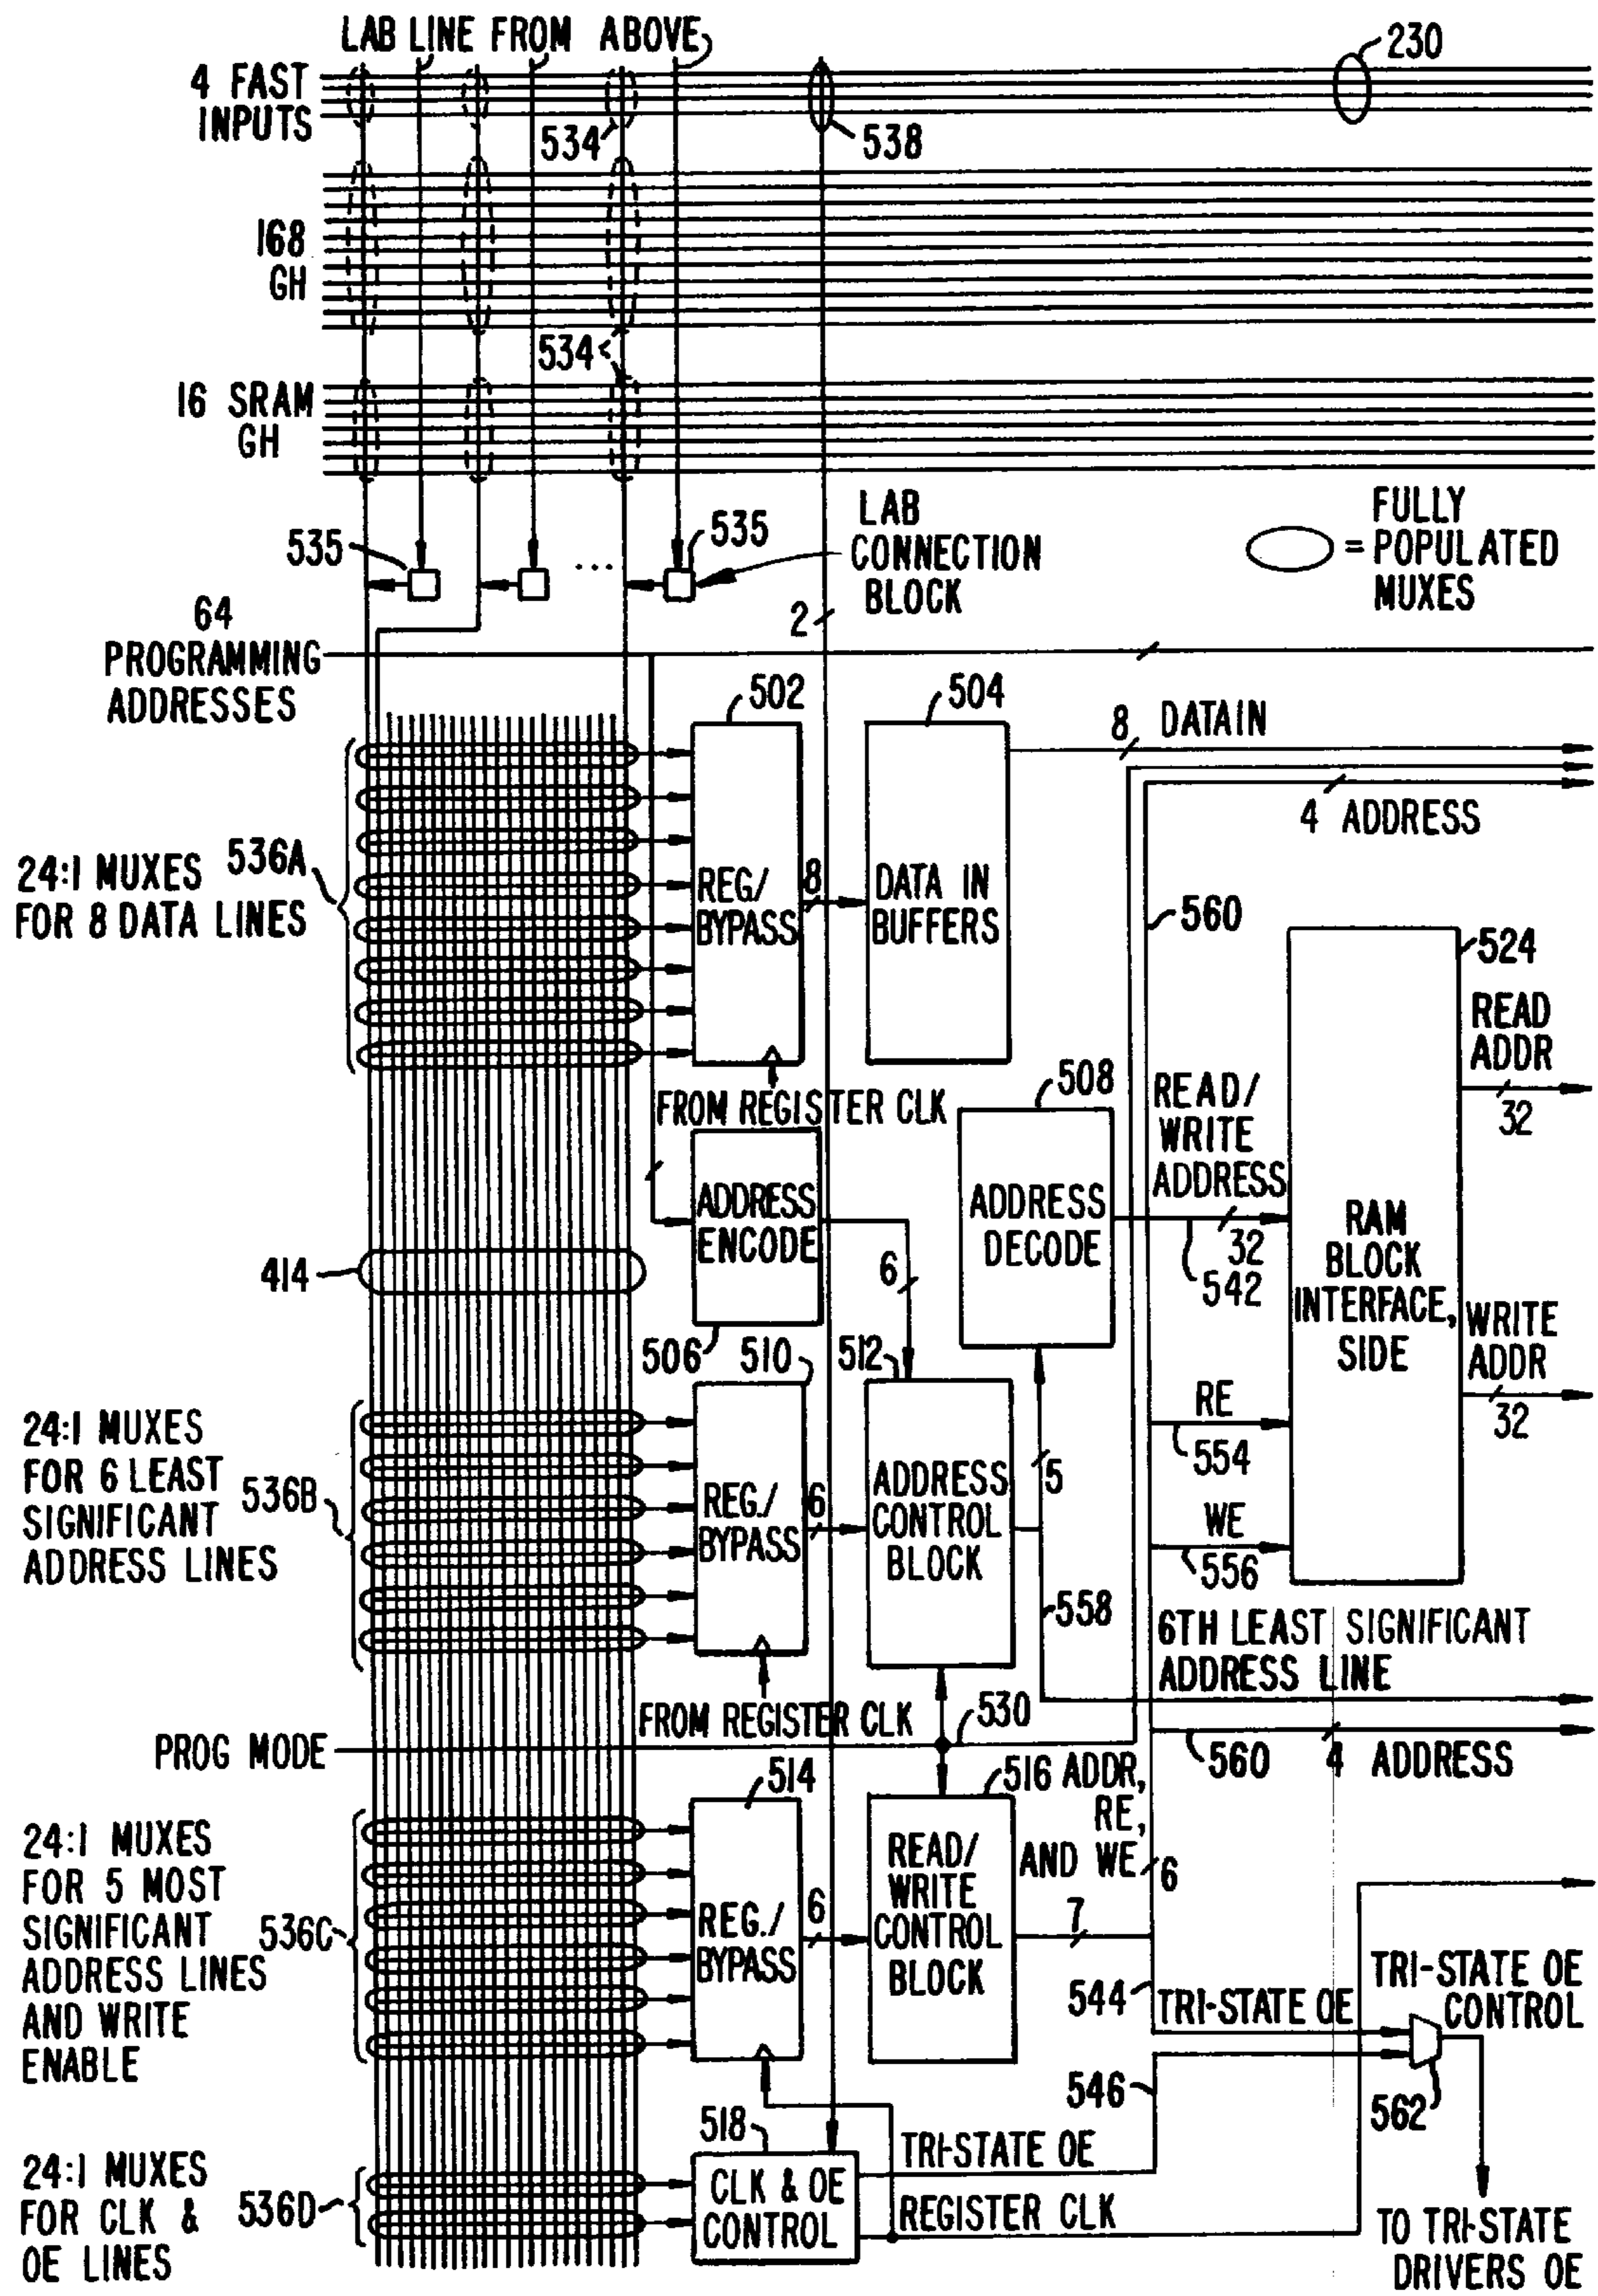 LAB LINE FROM ABOVE
230
4 FAST
INPUTS
534
538
168
GH
534
16 SRAM
GH
535
535
LAB
CONNECTION
BLOCK
= FULLY
POPULATED
MUXES
64
PROGRAMMING
ADDRESSES
2
502
504
8 DATAIN
4 ADDRESS
24:1 MUXES
FOR 8 DATA LINES
536A
REG/
BYPASS
8
DATA IN
BUFFERS
560
524
READ
ADDR
32
FROM REGISTER CLK
508
READ/
WRITE
ADDRESS
32
542
ADDRESS
ENCODE
6
ADDRESS
DECODE
RAM
BLOCK
INTERFACE,
SIDE
414
506
510
512
WRITE
ADDR
32
RE
554
24:1 MUXES
FOR 6 LEAST
SIGNIFICANT
ADDRESS LINES
536B
REG./
BYPASS
6
ADDRESS
CONTROL
BLOCK
5
WE
556
558
6TH LEAST SIGNIFICANT
ADDRESS LINE
FROM REGISTER CLK
530
PROG MODE
560
4 ADDRESS
514
516
ADDR,
RE,
AND WE
6
24:1 MUXES
FOR 5 MOST
SIGNIFICANT
ADDRESS LINES
AND WRITE
ENABLE
536C
REG./
BYPASS
6
READ/
WRITE
CONTROL
BLOCK
7
544
TRI-STATE OE
TRI-STATE OE
CONTROL
546
562
518
24:1 MUXES
FOR CLK &
OE LINES
536D
CLK & OE
CONTROL
TRI-STATE OE
REGISTER CLK
TO TRI-STATE
DRIVERS OE